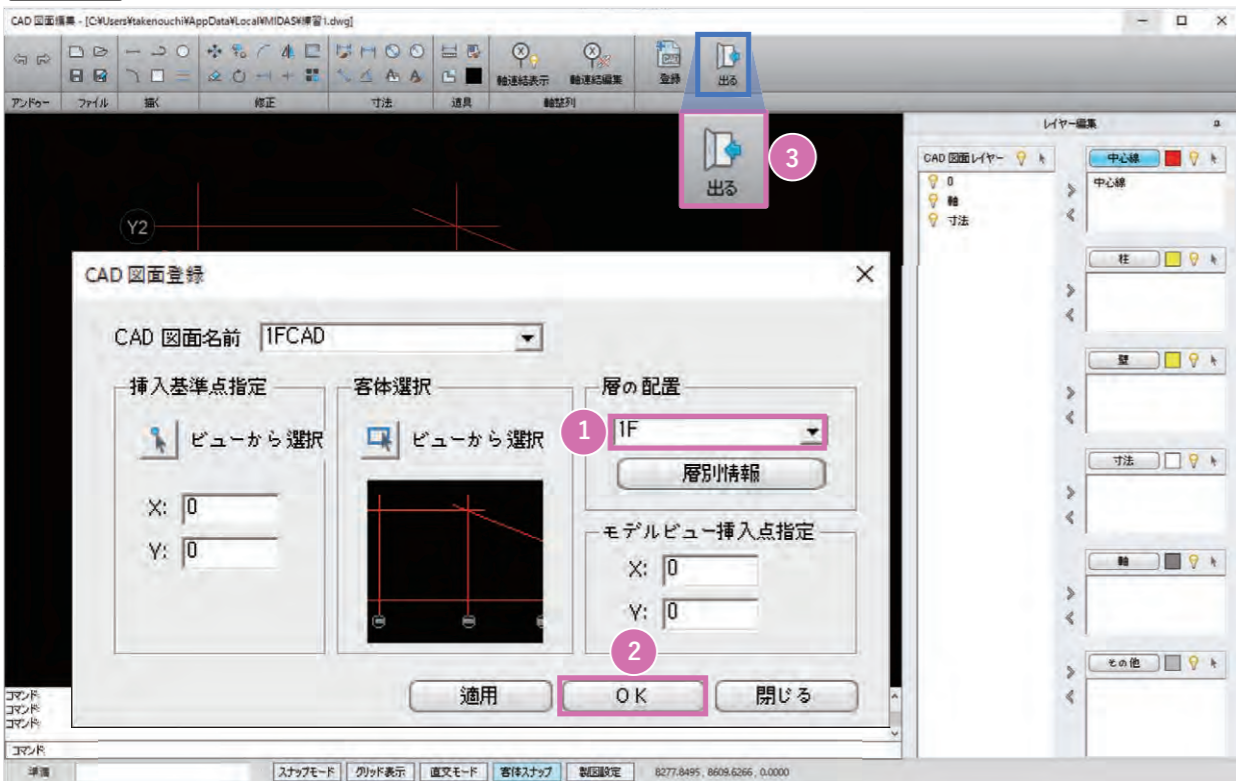 CAD 図面編集 - [C:¥Users¥takenouchi¥AppData¥Local¥MIDAS¥練習1.dwg]
軸連結表示 軸連結編集 登録 出る
アンドゥー ファイル 描く 修正 寸法 道具 軸整列
出る
3
レイヤー編集
CAD 図面レイヤー
0
軸
寸法
中心線
中心線
柱
壁
寸法
軸
その他
Y2
CAD 図面登録
CAD 図面名前 1FCAD
挿入基準点指定
ビューから選択
X: 0
Y: 0
客体選択
ビューから選択
層の配置
1
1F
層別情報
モデルビュー挿入点指定
X: 0
Y: 0
2
適用 OK 閉じる
コマンド:
コマンド:
コマンド:
コマンド:
準備 スナップモード グリッド表示 直交モード 客体スナップ 製図設定 8277.8495, 8609.6266, 0.0000